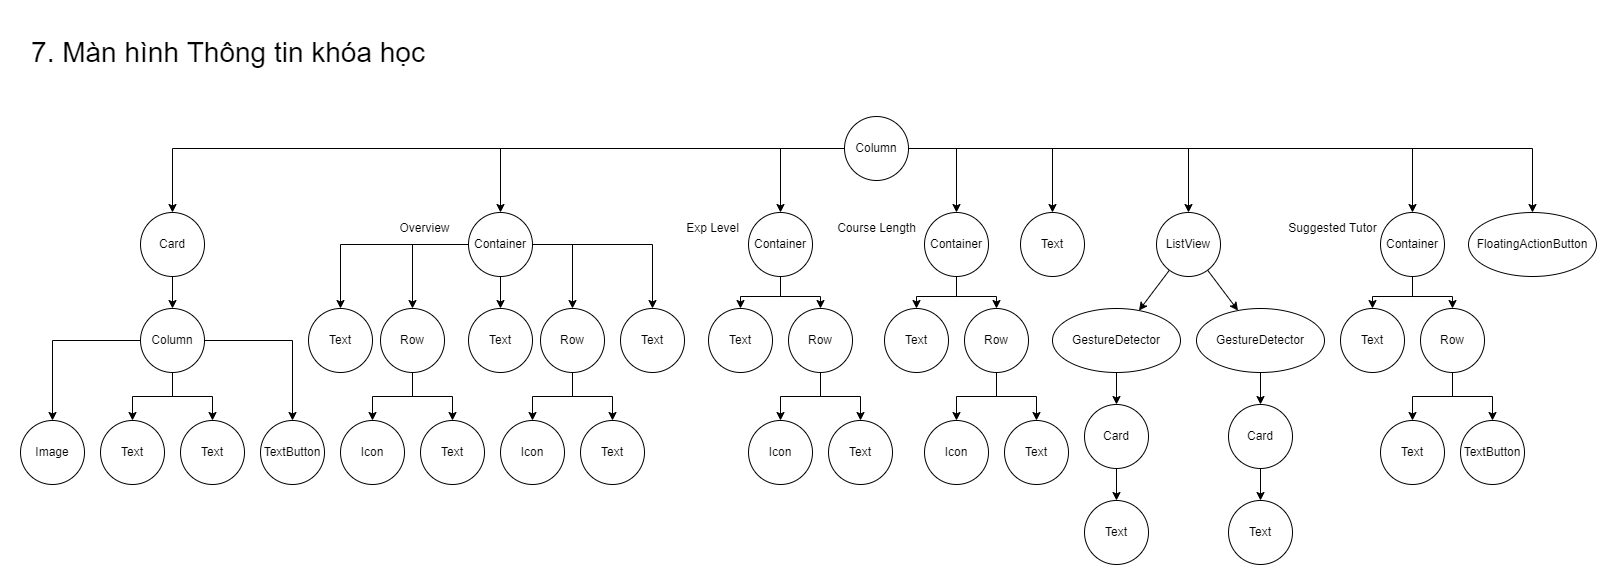 7. Màn hình Thông tin khóa học
Column
Card
Overview
Container
Exp Level
Container
Course Length
Container
Text
ListView
Suggested Tutor
Container
FloatingActionButton
Column
Text
Row
Text
Row
Text
Text
Row
Text
Row
GestureDetector
GestureDetector
Text
Row
Card
Card
Image
Text
Text
TextButton
Icon
Text
Icon
Text
Icon
Text
Icon
Text
Text
TextButton
Text
Text